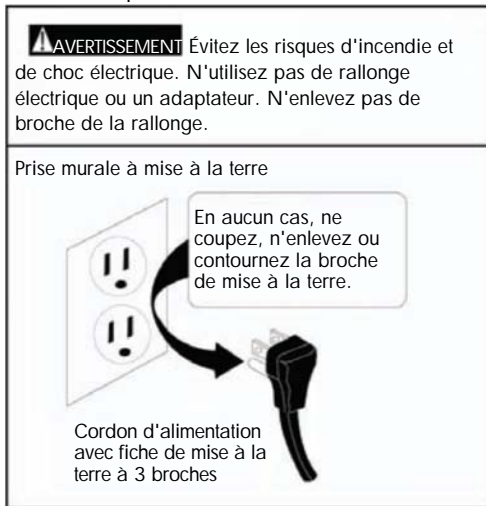 AVERTISSEMENT Évitez les risques d'incendie et
de choc électrique. N'utilisez pas de rallonge
électrique ou un adaptateur. N'enlevez pas de
broche de la rallonge.
Prise murale à mise à la terre
En aucun cas, ne
coupez, n'enlevez ou
contournez la broche
de mise à la terre.
Cordon d'alimentation
avec fiche de mise à la
terre à 3 broches